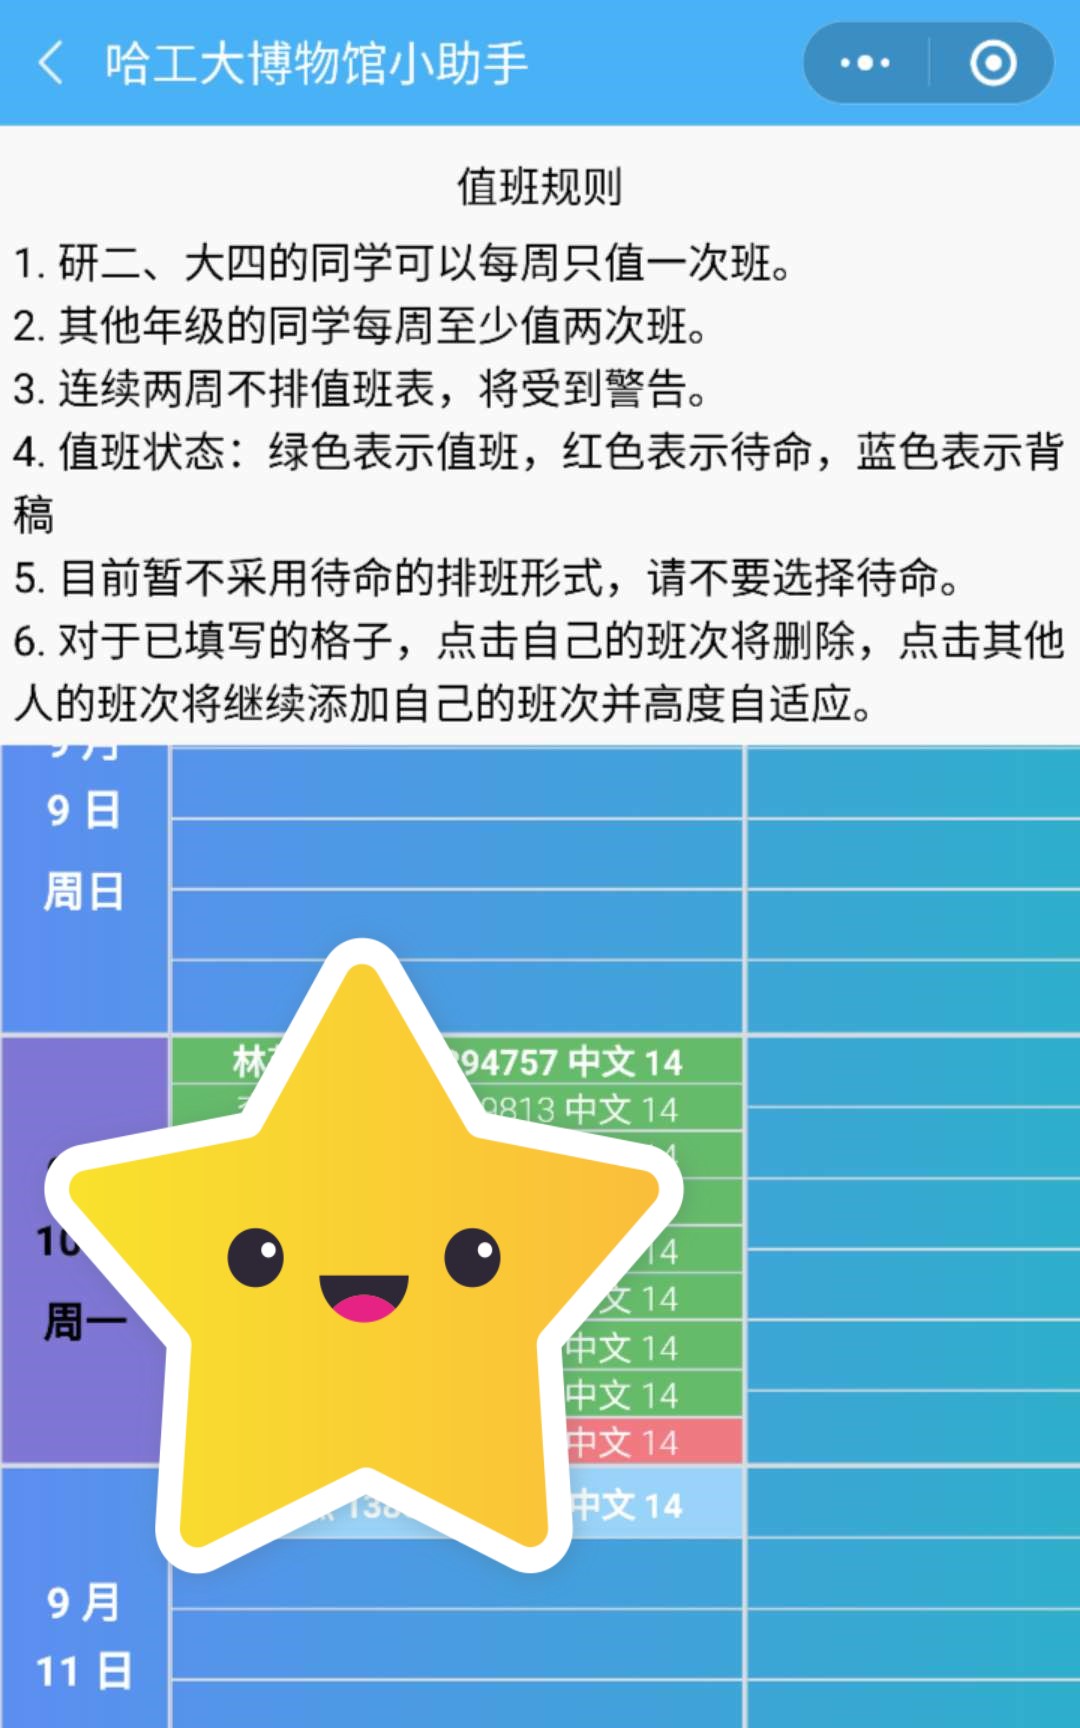 哈工大博物馆小助手
值班规则
1. 研二、大四的同学可以每周只值一次班。
2. 其他年级的同学每周至少值两次班。
3. 连续两周不排值班表，将受到警告。
4. 值班状态：绿色表示值班，红色表示待命，蓝色表示背
稿
5. 目前暂不采用待命的排班形式，请不要选择待命。
6. 对于已填写的格子，点击自己的班次将删除，点击其他
人的班次将继续添加自己的班次并高度自适应。
9 月
9 日
周日
林 94757 中文 14
9813 中文 14
14
14
文 14
中文 14
中文 14
中文 14
10
周一
138 中文 14
9 月
11 日